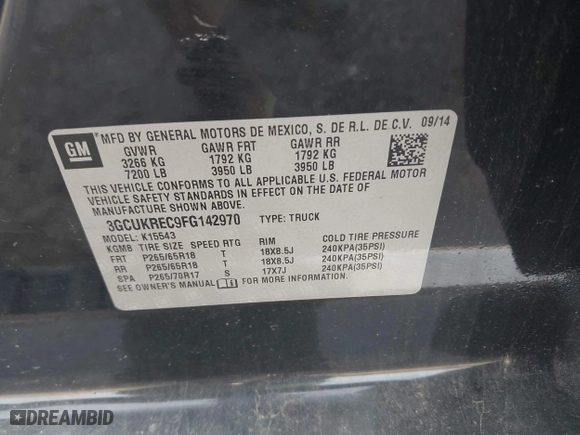 GM
MFD BY GENERAL MOTORS DE MEXICO, S. DE R.L. DE C.V. 09/14
GVWR GAWR FRT GAWR RR
3266 KG 1792 KG 1792 KG
7200 LB 3950 LB 3950 LB
THIS VEHICLE CONFORMS TO ALL APPLICABLE U.S. FEDERAL MOTOR
VEHICLE SAFETY STANDARDS IN EFFECT ON THE DATE OF
MANUFACTURE SHOWN ABOVE.
3GCUKREC9FG142970 TYPE: TRUCK
MODEL: K15543
KGMB TIRE SIZE SPEED RTG RIM COLD TIRE PRESSURE
FRT P265/65R18 T 18X8.5J 240KPA(35PSI)
RR P265/65R18 T 18X8.5J 240KPA(35PSI)
SPA P265/70R17 S 17X7J 240KPA(35PSI)
SEE OWNER'S MANUAL FOR ADDITIONAL INFORMATION.
DREAMBID